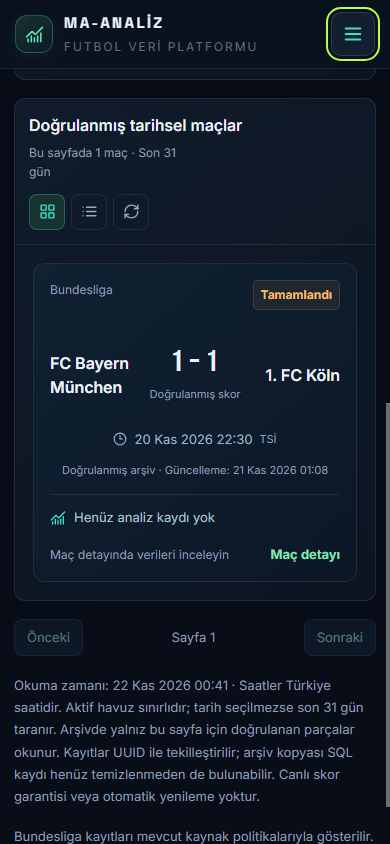 MA-ANALİZ
FUTBOL VERİ PLATFORMU
Doğrulanmış tarihsel maçlar
Bu sayfada 1 maç · Son 31
gün
Bundesliga
Tamamlandı
FC Bayern
München
1 - 1
Doğrulanmış skor
1. FC Köln
20 Kas 2026 22:30 TSİ
Doğrulanmış arşiv · Güncelleme: 21 Kas 2026 01:08
Henüz analiz kaydı yok
Maç detayında verileri inceleyin
Maç detayı
Önceki
Sayfa 1
Sonraki
Okuma zamanı: 22 Kas 2026 00:41 · Saatler Türkiye
saatidir. Aktif havuz sınırlıdır; tarih seçilmezse son 31 gün
taranır. Arşivde yalnız bu sayfa için doğrulanan parçalar
okunur. Kayıtlar UUID ile tekilleştirilir; arşiv kopyası SQL
kaydı henüz temizlenmeden de bulunabilir. Canlı skor
garantisi veya otomatik yenileme yoktur.
Bundesliga kayıtları mevcut kaynak politikalarıyla gösterilir.